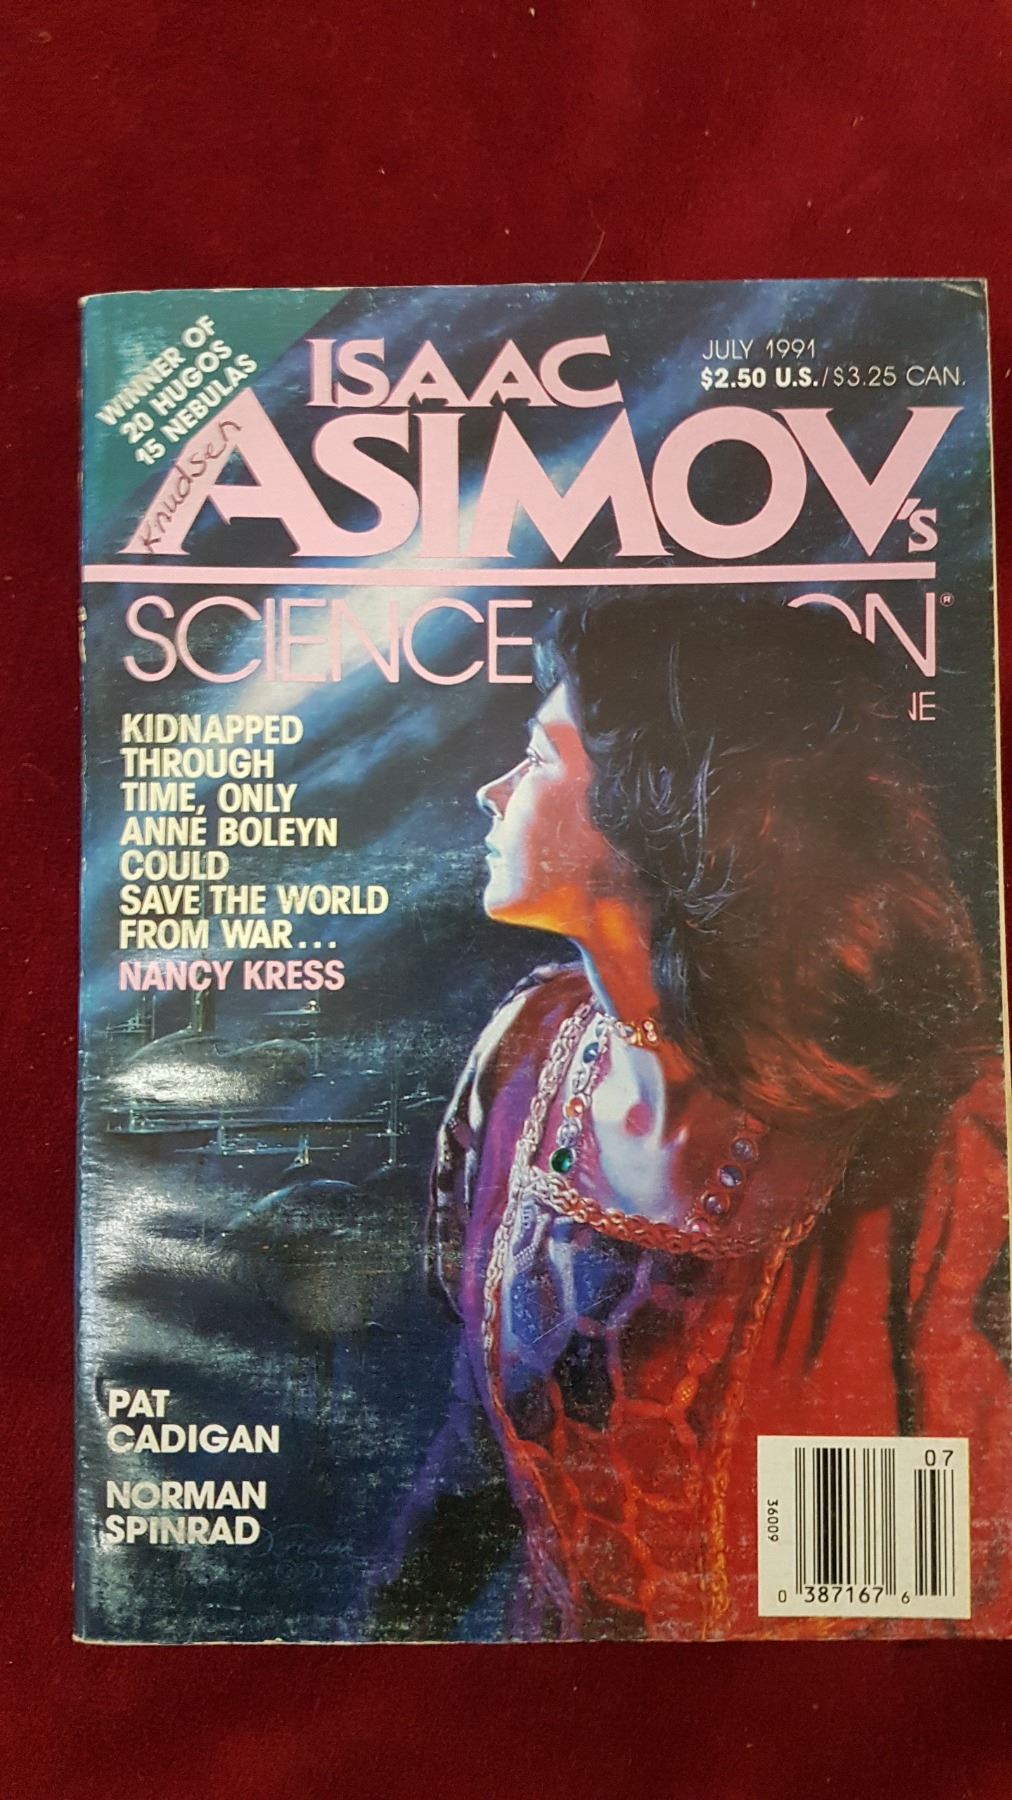 WINNER OF
20 HUGOS
15 NEBULAS
Knudsen
JULY 1991
$2.50 U.S./$3.25 CAN.
ISAAC
ASIMOV's
SCIENCE ON®
NE
KIDNAPPED
THROUGH
TIME, ONLY
ANNE BOLEYN
COULD
SAVE THE WORLD
FROM WAR...
NANCY KRESS
PAT
CADIGAN
NORMAN
SPINRAD
07
36009
0 387167 6